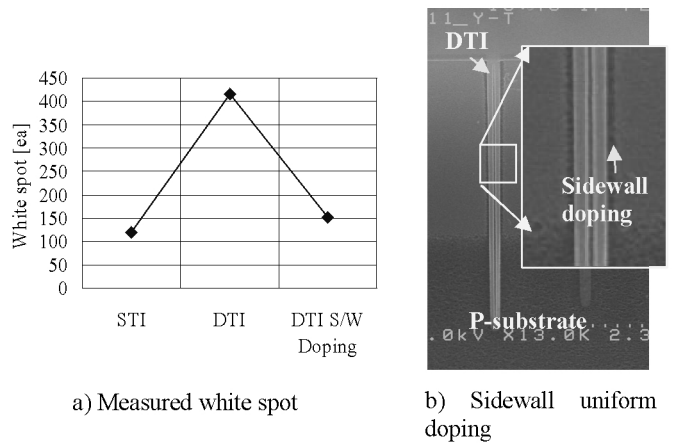 450
400
350
300
250
200
150
100
50
0
White spot [ea]
STI
DTI
DTI S/W
Doping
a) Measured white spot
11_Y-T
DTI
Sidewall
doping
P-substrate
.0kV X13.0K 2.3
b) Sidewall uniform
doping